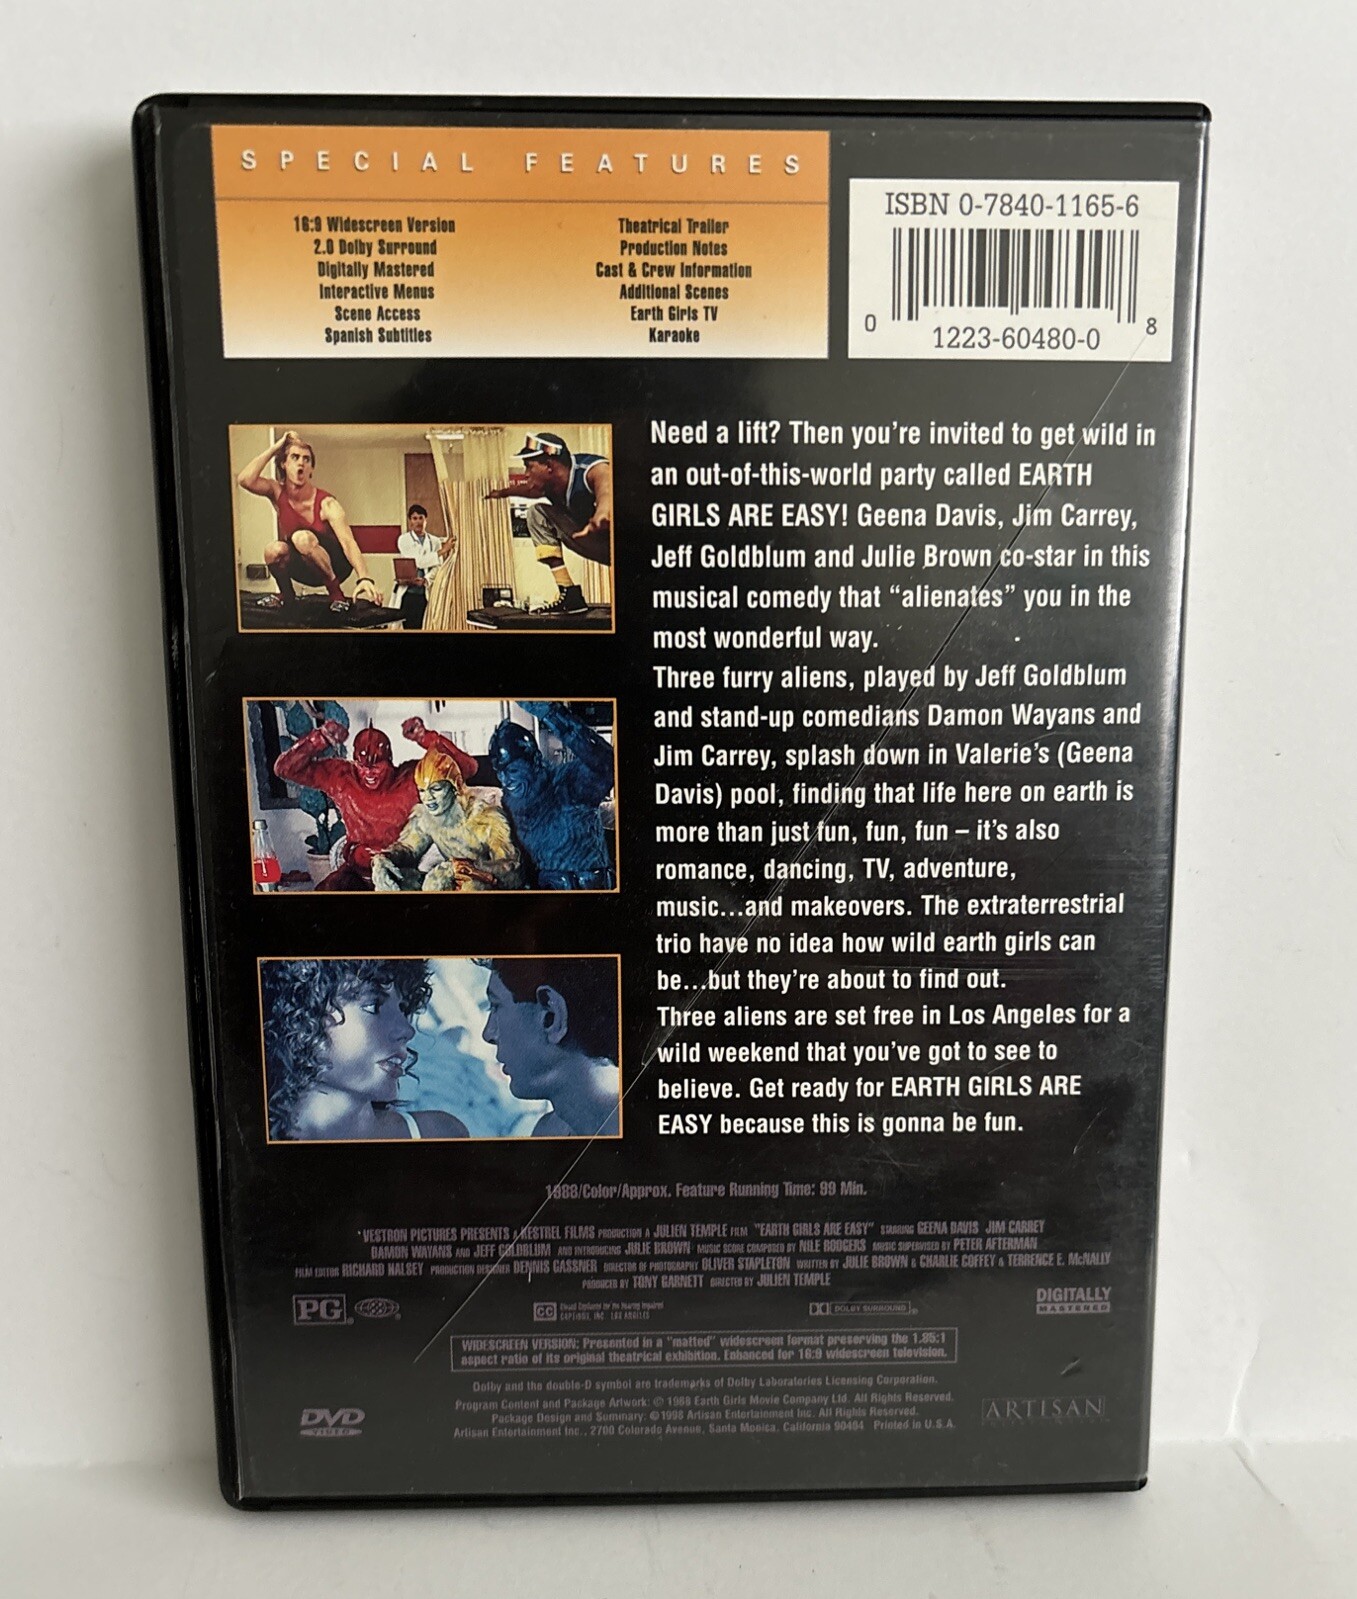 SPECIAL FEATURES
16:9 Widescreen Version
2.0 Dolby Surround
Digitally Mastered
Interactive Menus
Scene Access
Spanish Subtitles
Theatrical Trailer
Production Notes
Cast & Crew Information
Additional Scenes
Earth Girls TV
Karaoke
ISBN 0-7840-1165-6
0 1223-60480-0 8
Need a lift? Then you're invited to get wild in
an out-of-this-world party called EARTH
GIRLS ARE EASY! Geena Davis, Jim Carrey,
Jeff Goldblum and Julie Brown co-star in this
musical comedy that "alienates" you in the
most wonderful way.
Three furry aliens, played by Jeff Goldblum
and stand-up comedians Damon Wayans and
Jim Carrey, splash down in Valerie's (Geena
Davis) pool, finding that life here on earth is
more than just fun, fun, fun – it's also
romance, dancing, TV, adventure,
music...and makeovers. The extraterrestrial
trio have no idea how wild earth girls can
be...but they're about to find out.
Three aliens are set free in Los Angeles for a
wild weekend that you've got to see to
believe. Get ready for EARTH GIRLS ARE
EASY because this is gonna be fun.
1988/Color/Approx. Feature Running Time: 99 Min.
VESTRON PICTURES PRESENTS A KESTREL FILMS PRODUCTION A JULIEN TEMPLE FILM "EARTH GIRLS ARE EASY" STARRING GEENA DAVIS JIM CARREY
DAMON WAYANS AND JEFF GOLDBLUM AND INTRODUCING JULIE BROWN MUSIC SCORE COMPOSED BY NILE RODGERS MUSIC SUPERVISED BY PETER AFTERMAN
FILM EDITOR RICHARD HALSEY PRODUCTION DESIGNER DENNIS GASSNER DIRECTOR OF PHOTOGRAPHY OLIVER STAPLETON WRITTEN BY JULIE BROWN & CHARLIE COFFEY & TERRENCE E. McNALLY
PRODUCED BY TONY GARNETT DIRECTED BY JULIEN TEMPLE
PG
CC Closed Captioned for the Hearing Impaired
CAPTIONS, INC. LOS ANGELES
DOLBY SURROUND
DIGITALLY
MASTERED
WIDESCREEN VERSION: Presented in a "matted" widescreen format preserving the 1.85:1
aspect ratio of its original theatrical exhibition. Enhanced for 16:9 widescreen television.
Dolby and the double-D symbol are trademarks of Dolby Laboratories Licensing Corporation.
Program Content and Package Artwork: © 1988 Earth Girls Movie Company Ltd. All Rights Reserved.
Package Design and Summary: © 1998 Artisan Entertainment Inc. All Rights Reserved.
Artisan Entertainment Inc., 2700 Colorado Avenue, Santa Monica, California 90404 Printed in U.S.A.
DVD
VIDEO
ARTISAN